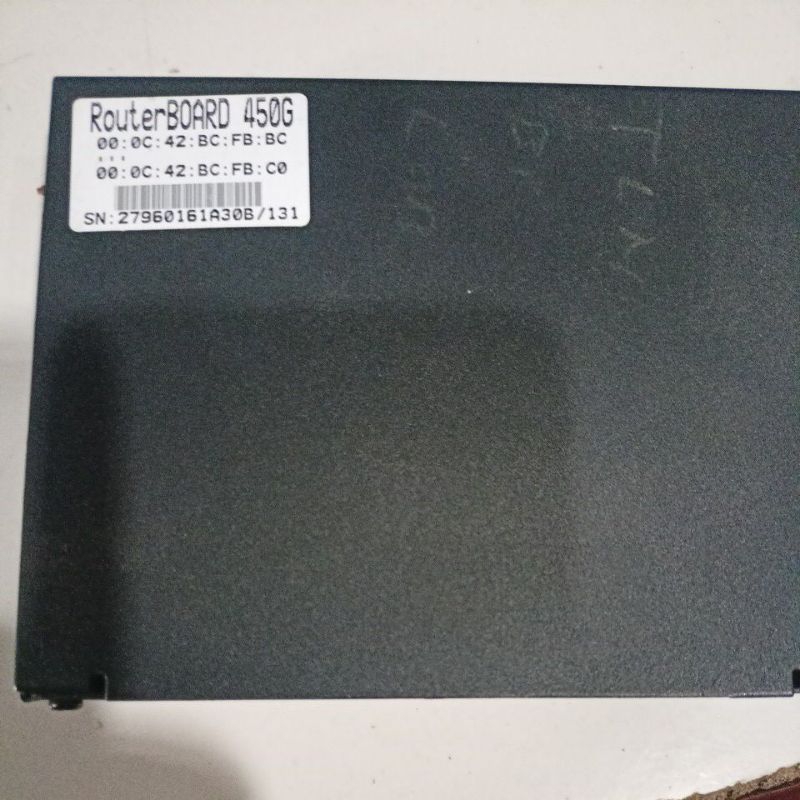 RouterBOARD 450G
00:0C:42:BC:FB:BC
...
00:0C:42:BC:FB:C0
SN:27960161A30B/131